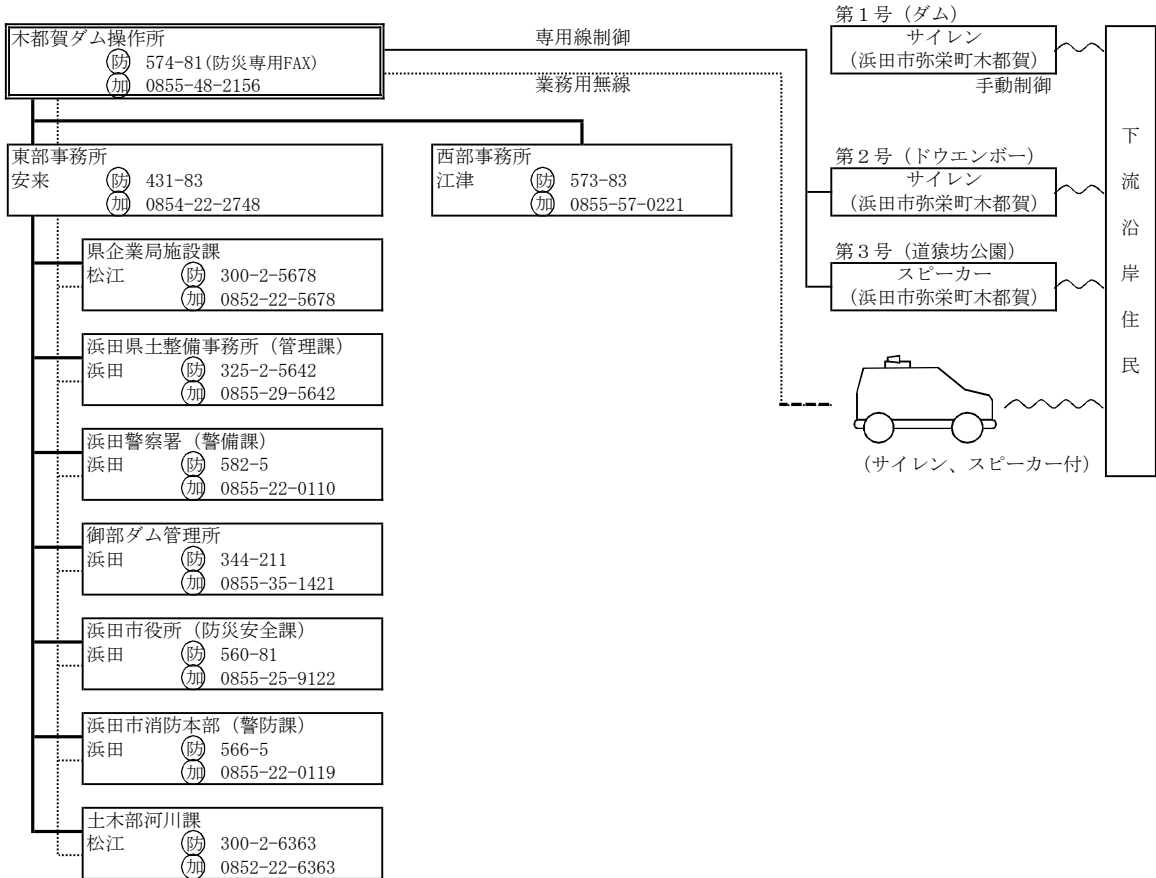 木都賀ダム操作所
防 574-81(防災専用FAX)
加 0855-48-2156
専用線制御
業務用無線
東部事務所
安来 防 431-83
加 0854-22-2748
西部事務所
江津 防 573-83
加 0855-57-0221
県企業局施設課
松江 防 300-2-5678
加 0852-22-5678
浜田県土整備事務所（管理課）
浜田 防 325-2-5642
加 0855-29-5642
浜田警察署（警備課）
浜田 防 582-5
加 0855-22-0110
御部ダム管理所
浜田 防 344-211
加 0855-35-1421
浜田市役所（防災安全課）
浜田 防 560-81
加 0855-25-9122
浜田市消防本部（警防課）
浜田 防 566-5
加 0855-22-0119
土木部河川課
松江 防 300-2-6363
加 0852-22-6363
第１号（ダム）
サイレン
（浜田市弥栄町木都賀）
手動制御
第２号（ドウエンボー）
サイレン
（浜田市弥栄町木都賀）
第３号（道猿坊公園）
スピーカー
（浜田市弥栄町木都賀）
（サイレン、スピーカー付）
下流沿岸住民